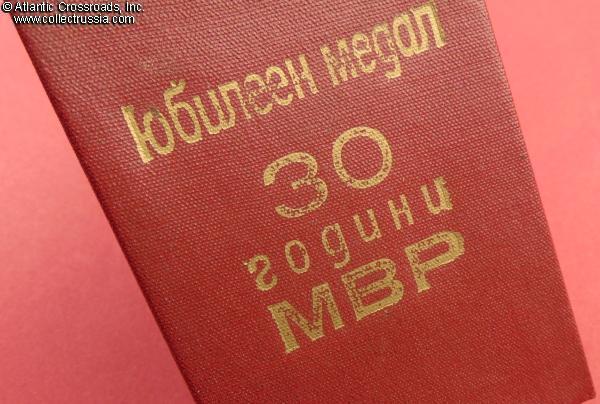 © Atlantic Crossroads, Inc.
www.collectrussia.com
Юбилеен медал
30
години
МВР